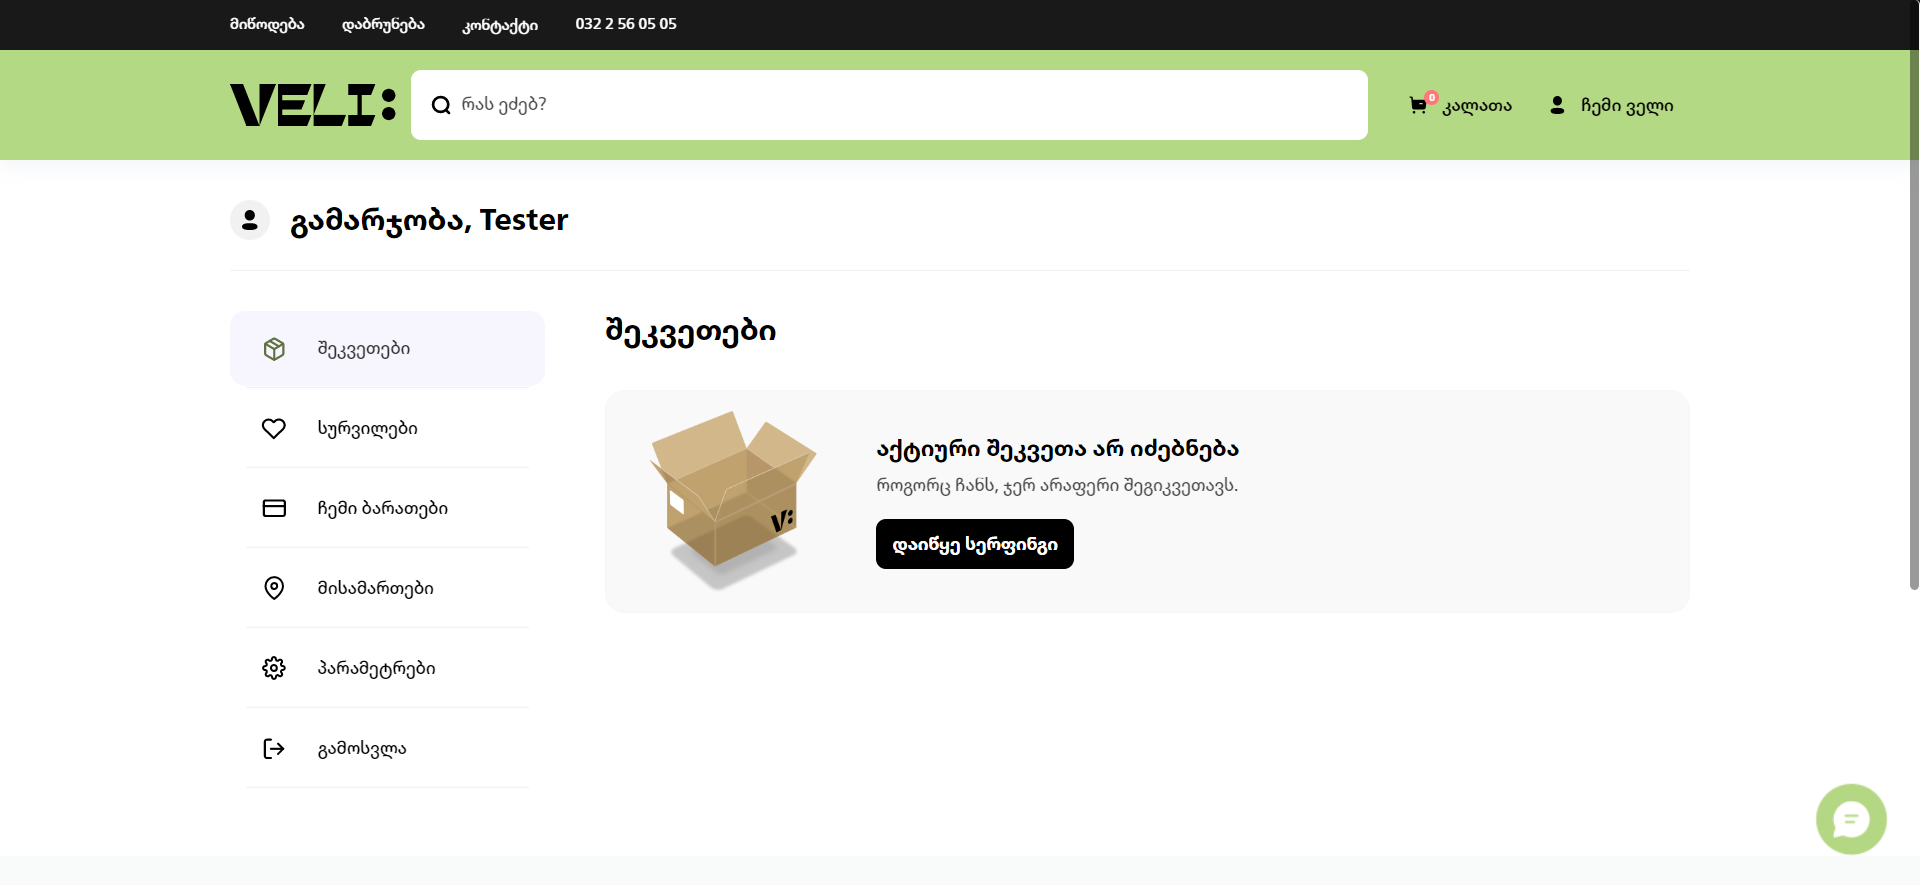 მიწოდება დაბრუნება კონტაქტი 032 2 56 05 05
VELI: რას ეძებ? 0 კალათა ჩემი ველი
გამარჯობა, Tester
შეკვეთები
სურვილები
ჩემი ბარათები
მისამართები
პარამეტრები
გამოსვლა
შეკვეთები
V:
აქტიური შეკვეთა არ იძებნება
როგორც ჩანს, ჯერ არაფერი შეგიკვეთავს.
დაიწყე სერფინგი